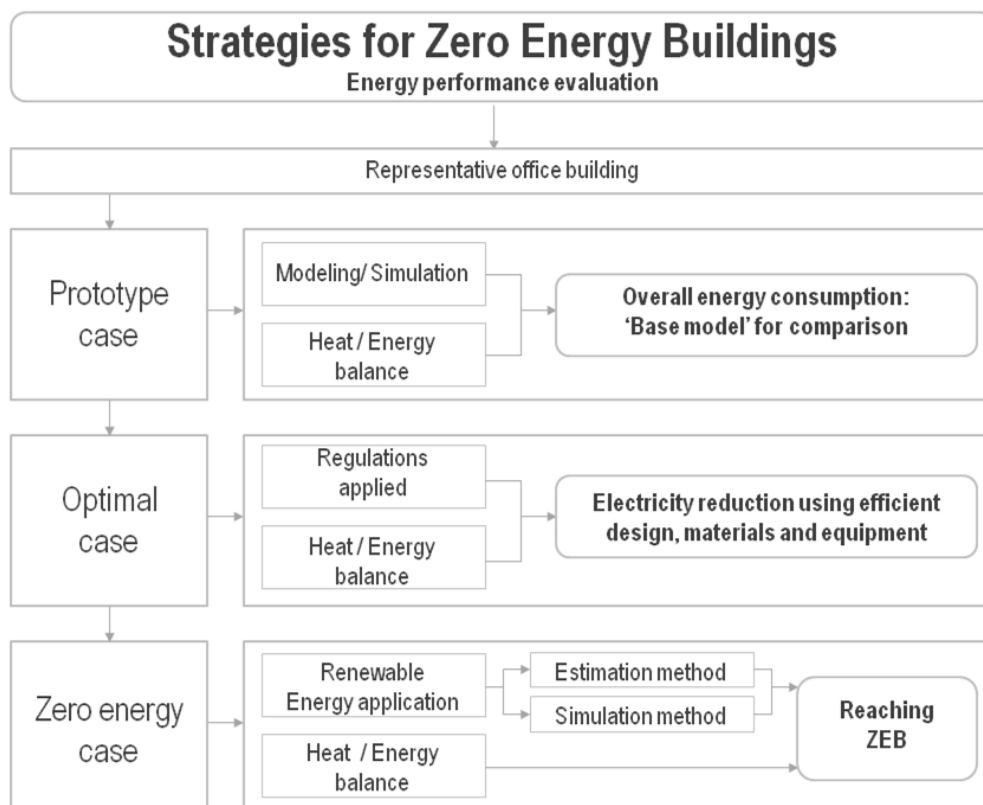 Strategies for Zero Energy Buildings
Energy performance evaluation
Representative office building
Prototype
case
Modeling/ Simulation
Heat / Energy
balance
Overall energy consumption:
‘Base model’ for comparison
Optimal
case
Regulations
applied
Heat / Energy
balance
Electricity reduction using efficient
design, materials and equipment
Zero energy
case
Renewable
Energy application
Estimation method
Simulation method
Heat / Energy
balance
Reaching
ZEB